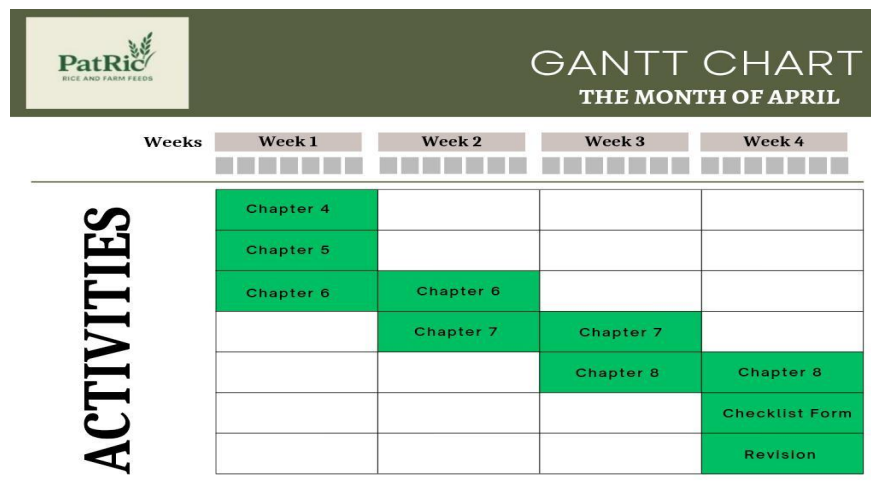 PatRic
RICE AND FARM FEEDS
GANTT CHART
THE MONTH OF APRIL
Weeks Week 1 Week 2 Week 3 Week 4
ACTIVITIES
Chapter 4
Chapter 5
Chapter 6 Chapter 6
Chapter 7 Chapter 7
Chapter 8 Chapter 8
Checklist Form
Revision